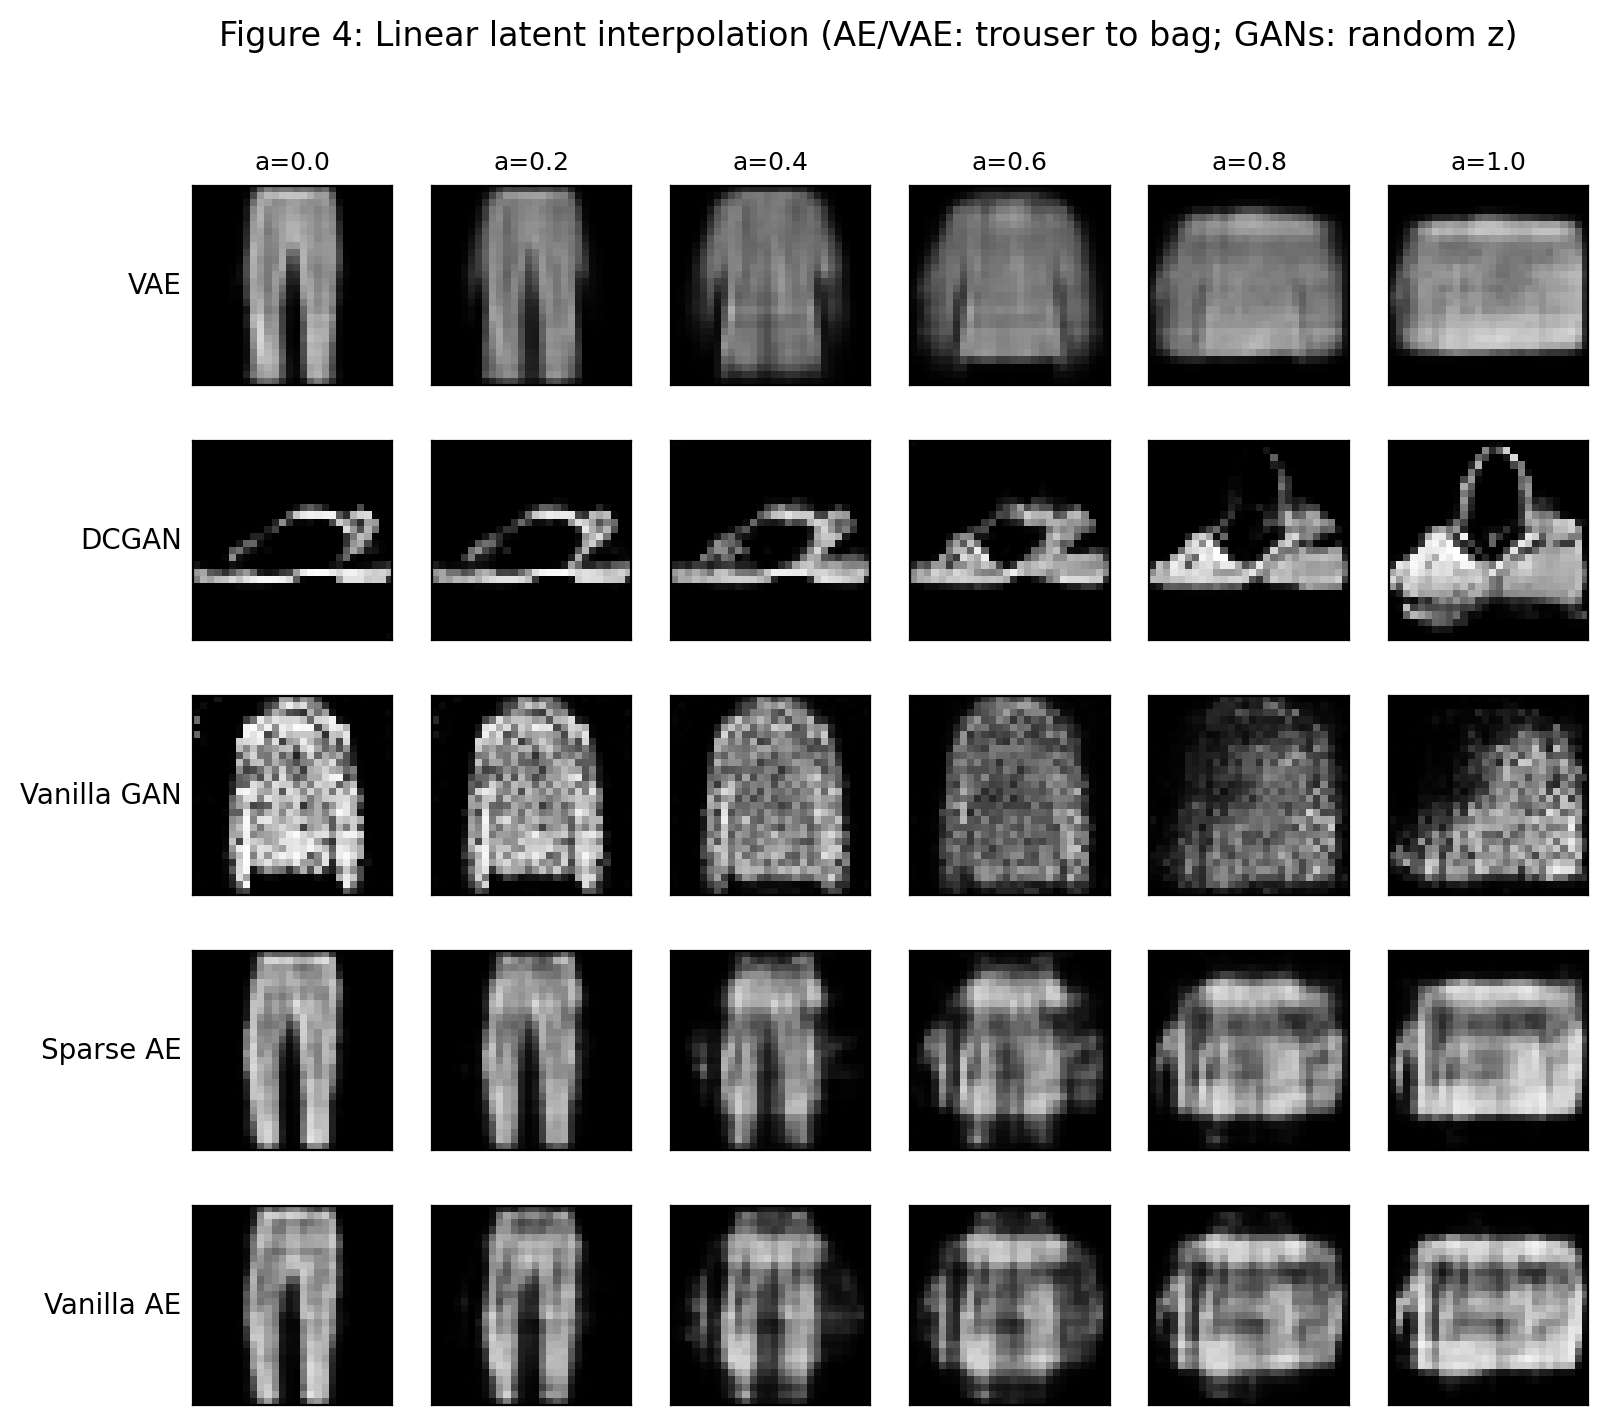 Figure 4: Linear latent interpolation (AE/VAE: trouser to bag; GANs: random z)
a=0.0 a=0.2 a=0.4 a=0.6 a=0.8 a=1.0
VAE
DCGAN
Vanilla GAN
Sparse AE
Vanilla AE